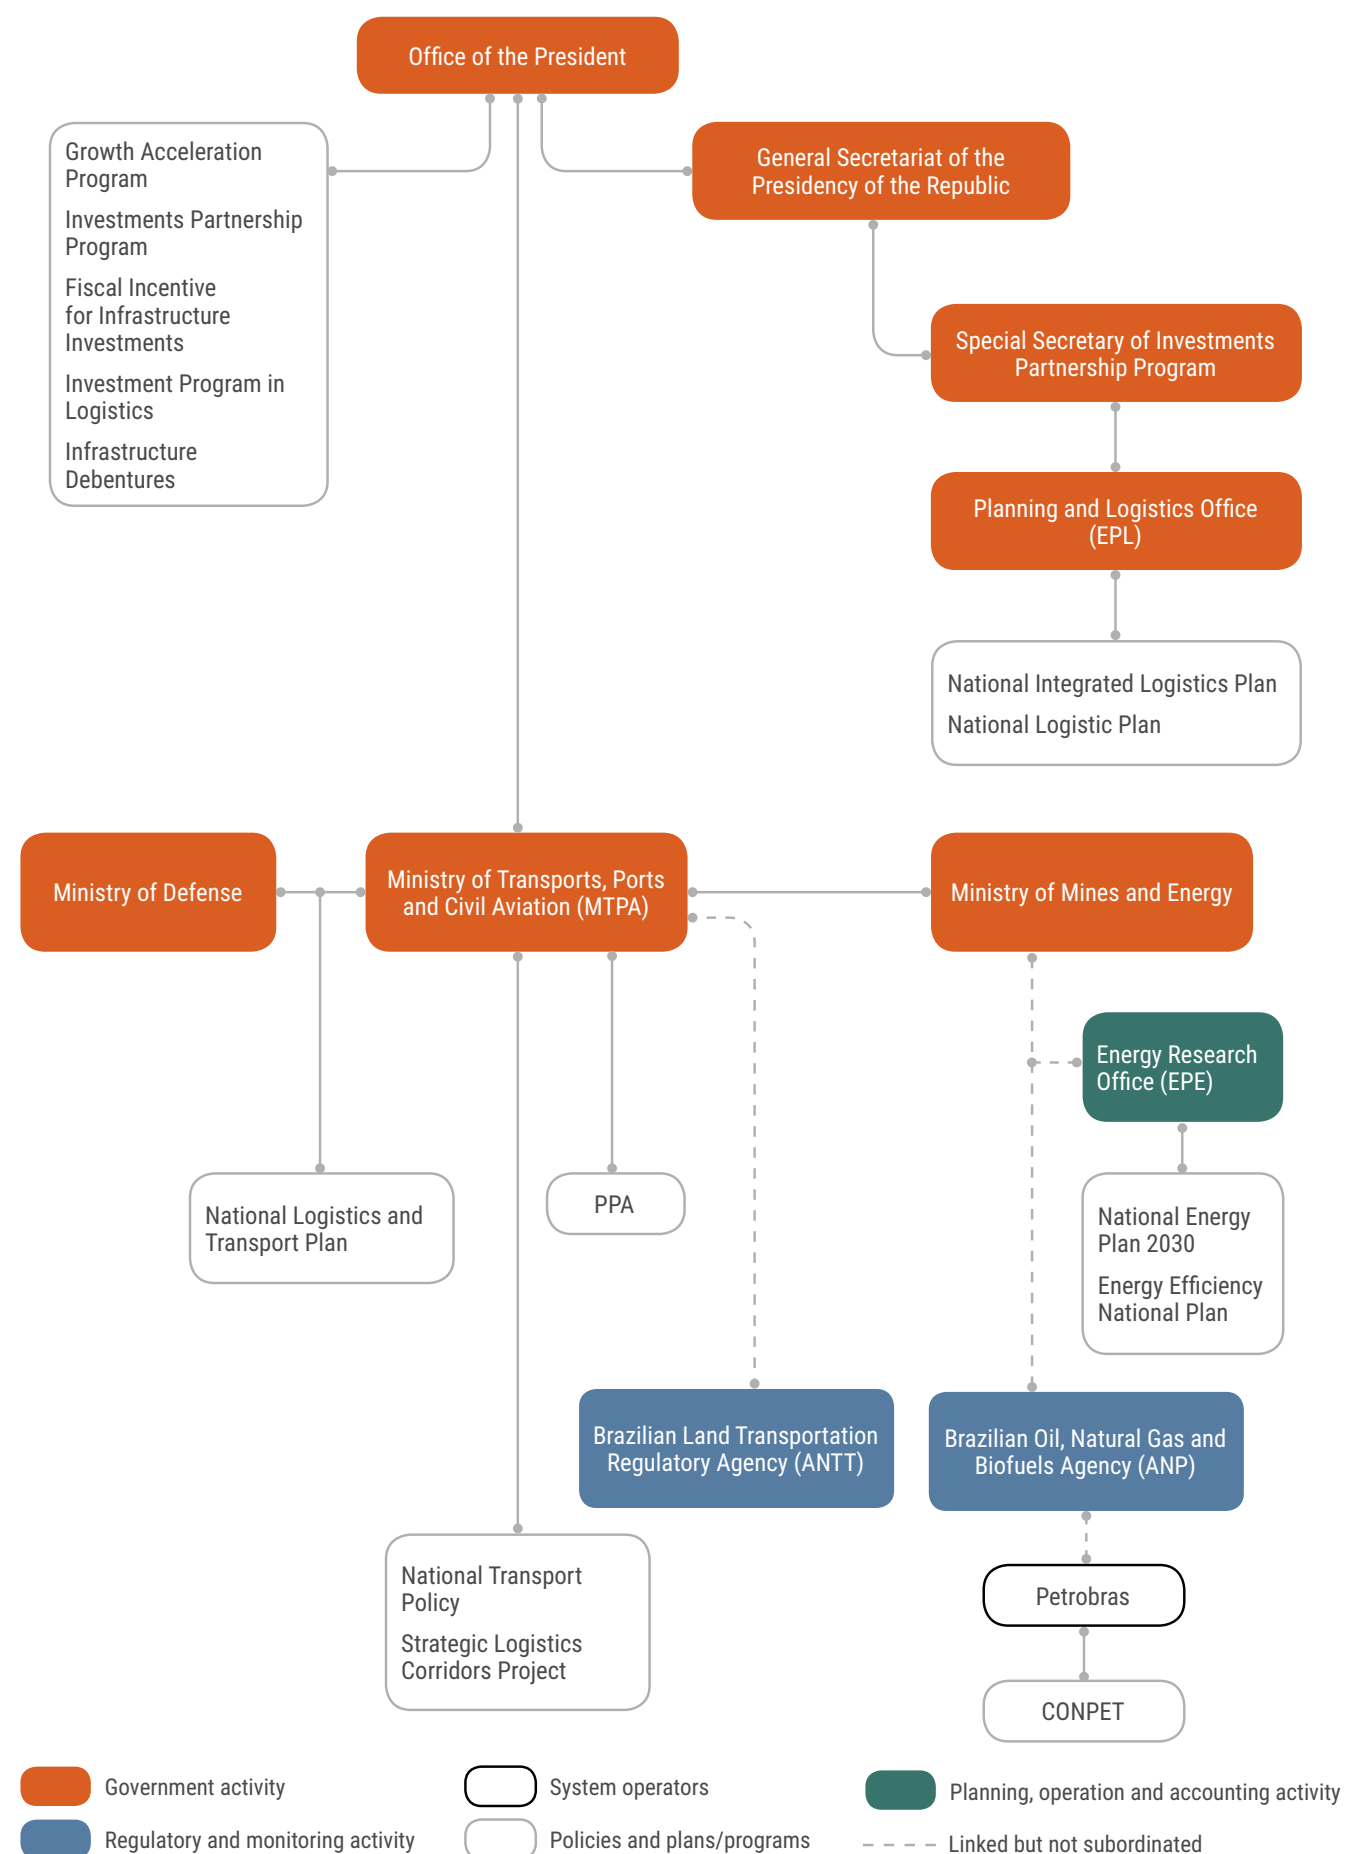 Office of the President
Growth Acceleration
Program
Investments Partnership
Program
Fiscal Incentive
for Infrastructure
Investments
Investment Program in
Logistics
Infrastructure
Debentures
General Secretariat of the
Presidency of the Republic
Special Secretary of Investments
Partnership Program
Planning and Logistics Office
(EPL)
National Integrated Logistics Plan
National Logistic Plan
Ministry of Defense
Ministry of Transports, Ports
and Civil Aviation (MTPA)
Ministry of Mines and Energy
Energy Research
Office (EPE)
National Logistics and
Transport Plan
PPA
National Energy
Plan 2030
Energy Efficiency
National Plan
Brazilian Land Transportation
Regulatory Agency (ANTT)
Brazilian Oil, Natural Gas and
Biofuels Agency (ANP)
National Transport
Policy
Strategic Logistics
Corridors Project
Petrobras
CONPET
Government activity
System operators
Planning, operation and accounting activity
Regulatory and monitoring activity
Policies and plans/programs
Linked but not subordinated